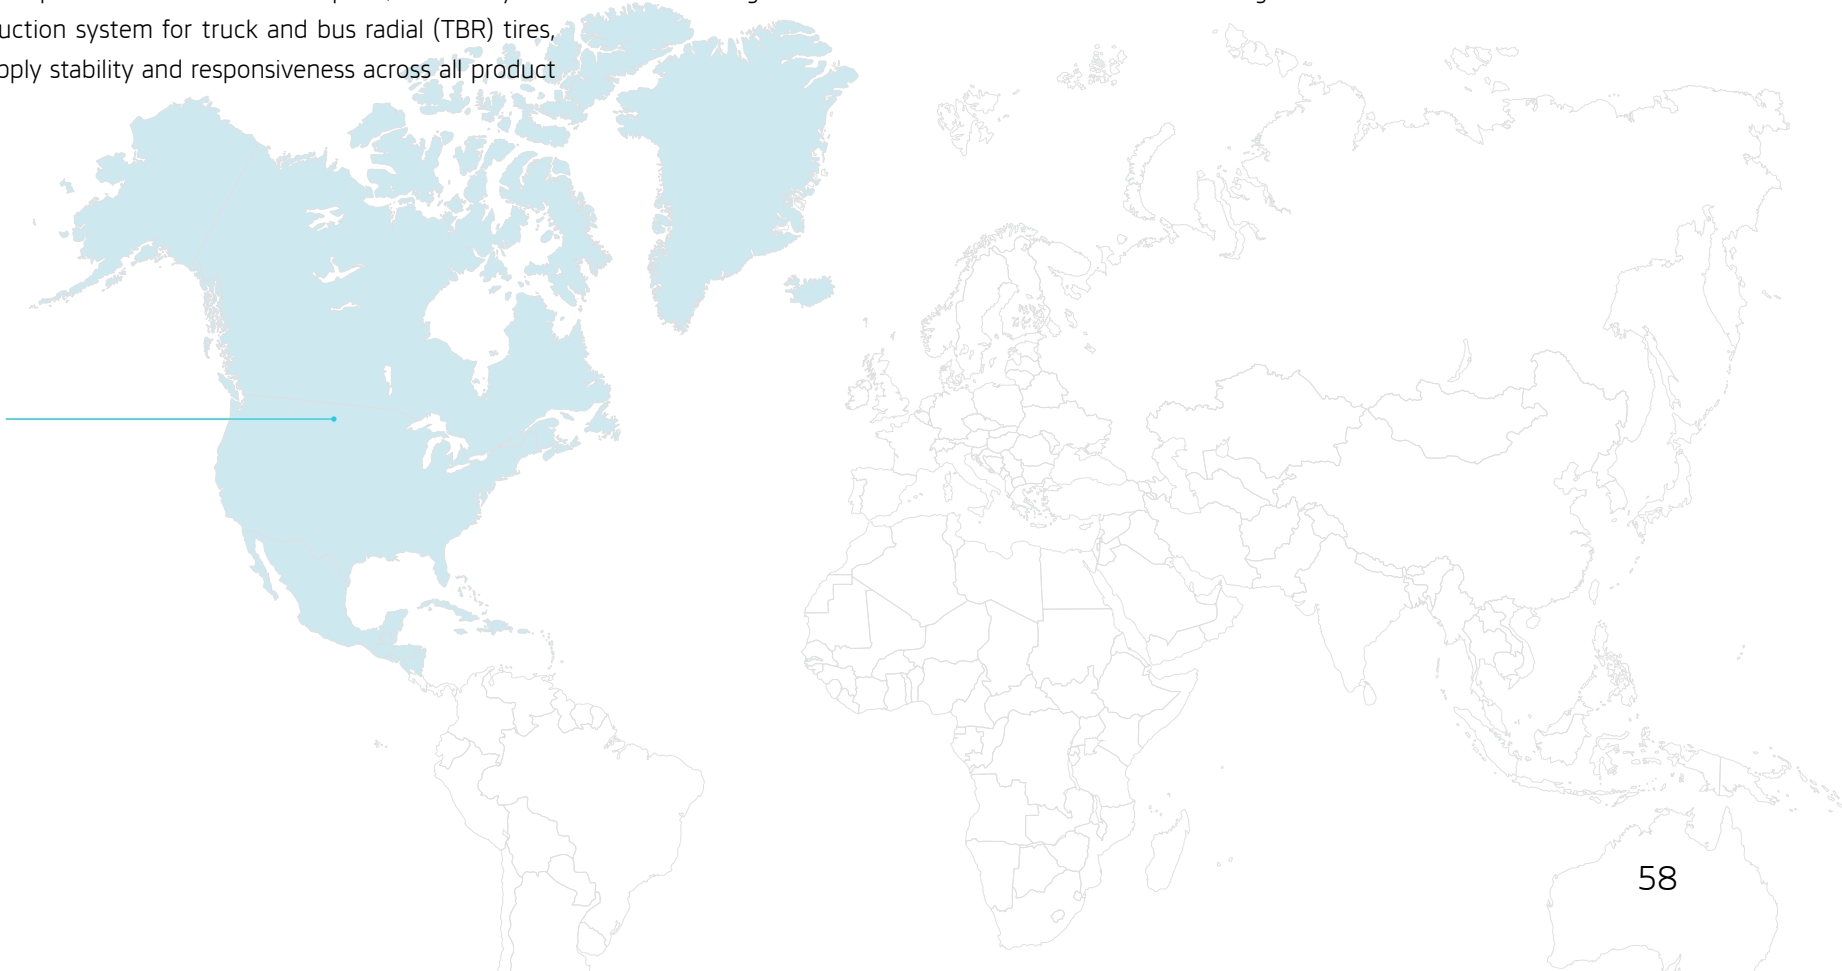 uction system for truck and bus radial (TBR) tires,
pply stability and responsiveness across all product
58